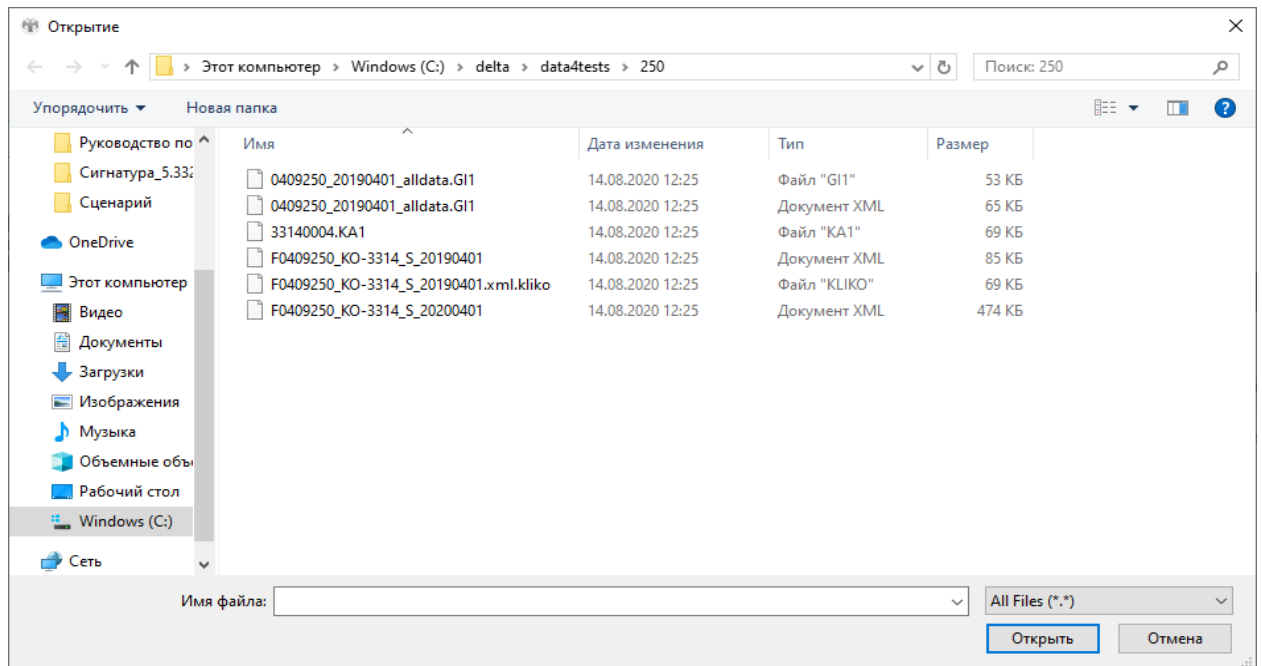 Открытие
Этот компьютер > Windows (C:) > delta > data4tests > 250
Поиск: 250
Упорядочить
Новая папка
Руководство по
Сигнатура_5.332
Сценарий
OneDrive
Этот компьютер
Видео
Документы
Загрузки
Изображения
Музыка
Объемные объ
Рабочий стол
Windows (C:)
Сеть
Имя Дата изменения Тип Размер
0409250_20190401_alldata.GI1 14.08.2020 12:25 Файл "GI1" 53 КБ
0409250_20190401_alldata.GI1 14.08.2020 12:25 Документ XML 65 КБ
33140004.KA1 14.08.2020 12:25 Файл "KA1" 69 КБ
F0409250_KO-3314_S_20190401 14.08.2020 12:25 Документ XML 85 КБ
F0409250_KO-3314_S_20190401.xml.kliko 14.08.2020 12:25 Файл "KLIKO" 69 КБ
F0409250_KO-3314_S_20200401 14.08.2020 12:25 Документ XML 474 КБ
Имя файла:
All Files (*.*)
Открыть
Отмена